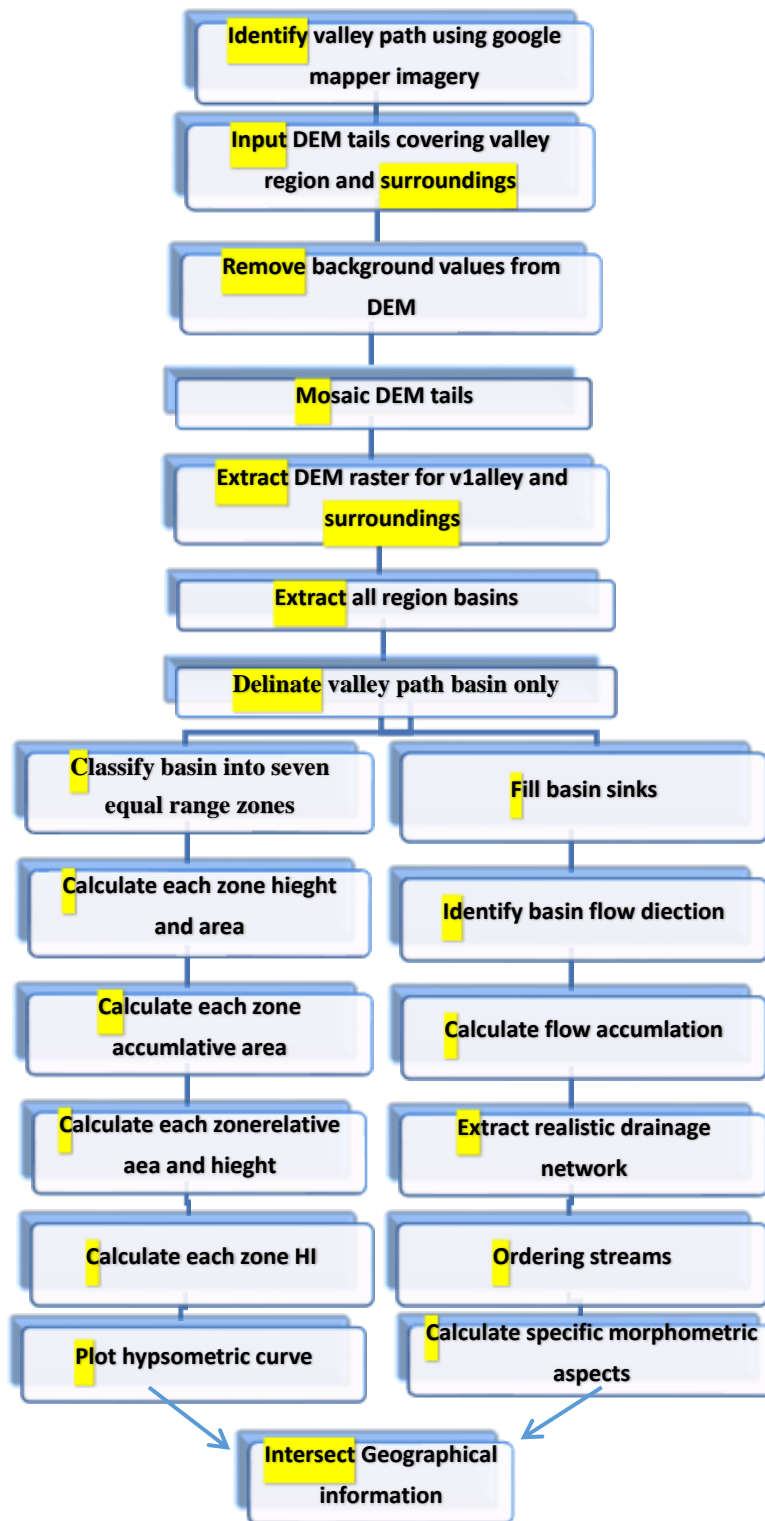 Identify valley path using google
mapper imagery
Input DEM tails covering valley
region and surroundings
Remove background values from
DEM
Mosaic DEM tails
Extract DEM raster for v1alley and
surroundings
Extract all region basins
Delinate valley path basin only
Classify basin into seven
equal range zones
Calculate each zone hieght
and area
Calculate each zone
accumlative area
Calculate each zonerelative
aea and hieght
Calculate each zone HI
Plot hypsometric curve
Fill basin sinks
Identify basin flow diection
Calculate flow accumlation
Extract realistic drainage
network
Ordering streams
Calculate specific morphometric
aspects
Intersect Geographical
information